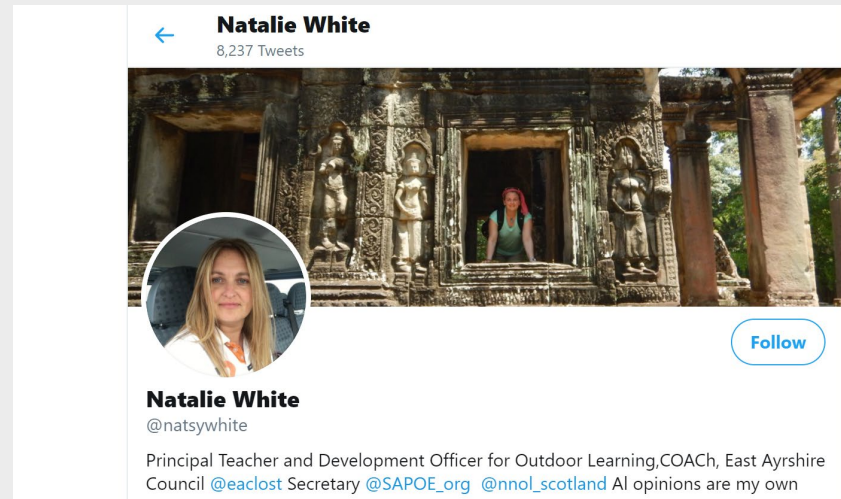 Natalie White
8,237 Tweets
Follow
Natalie White
@natsywhite
Principal Teacher and Development Officer for Outdoor Learning,COACh, East Ayrshire
Council @eaclost Secretary @SAPOE_org @nnol_scotland Al opinions are my own